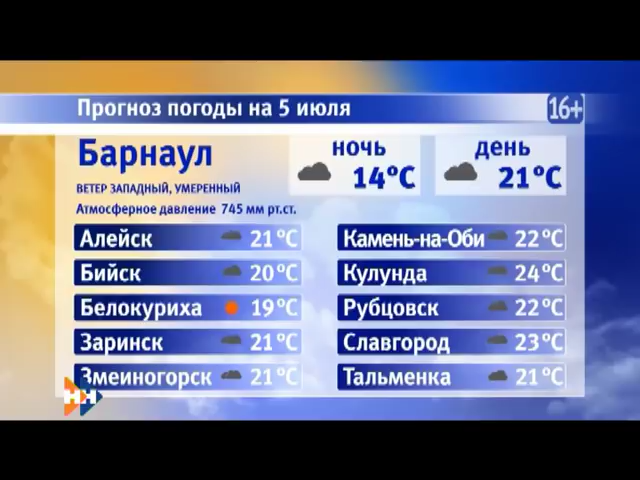 Прогноз погоды на 5 июля
16+
Барнаул
ночь
14°C
день
21°C
ВЕТЕР ЗАПАДНЫЙ, УМЕРЕННЫЙ
Атмосферное давление 745 мм рт.ст.
Алейск 21°C
Бийск 20°C
Белокуриха 19°C
Заринск 21°C
Змеиногорск 21°C
Камень-на-Оби 22°C
Кулунда 24°C
Рубцовск 22°C
Славгород 23°C
Тальменка 21°C
НН